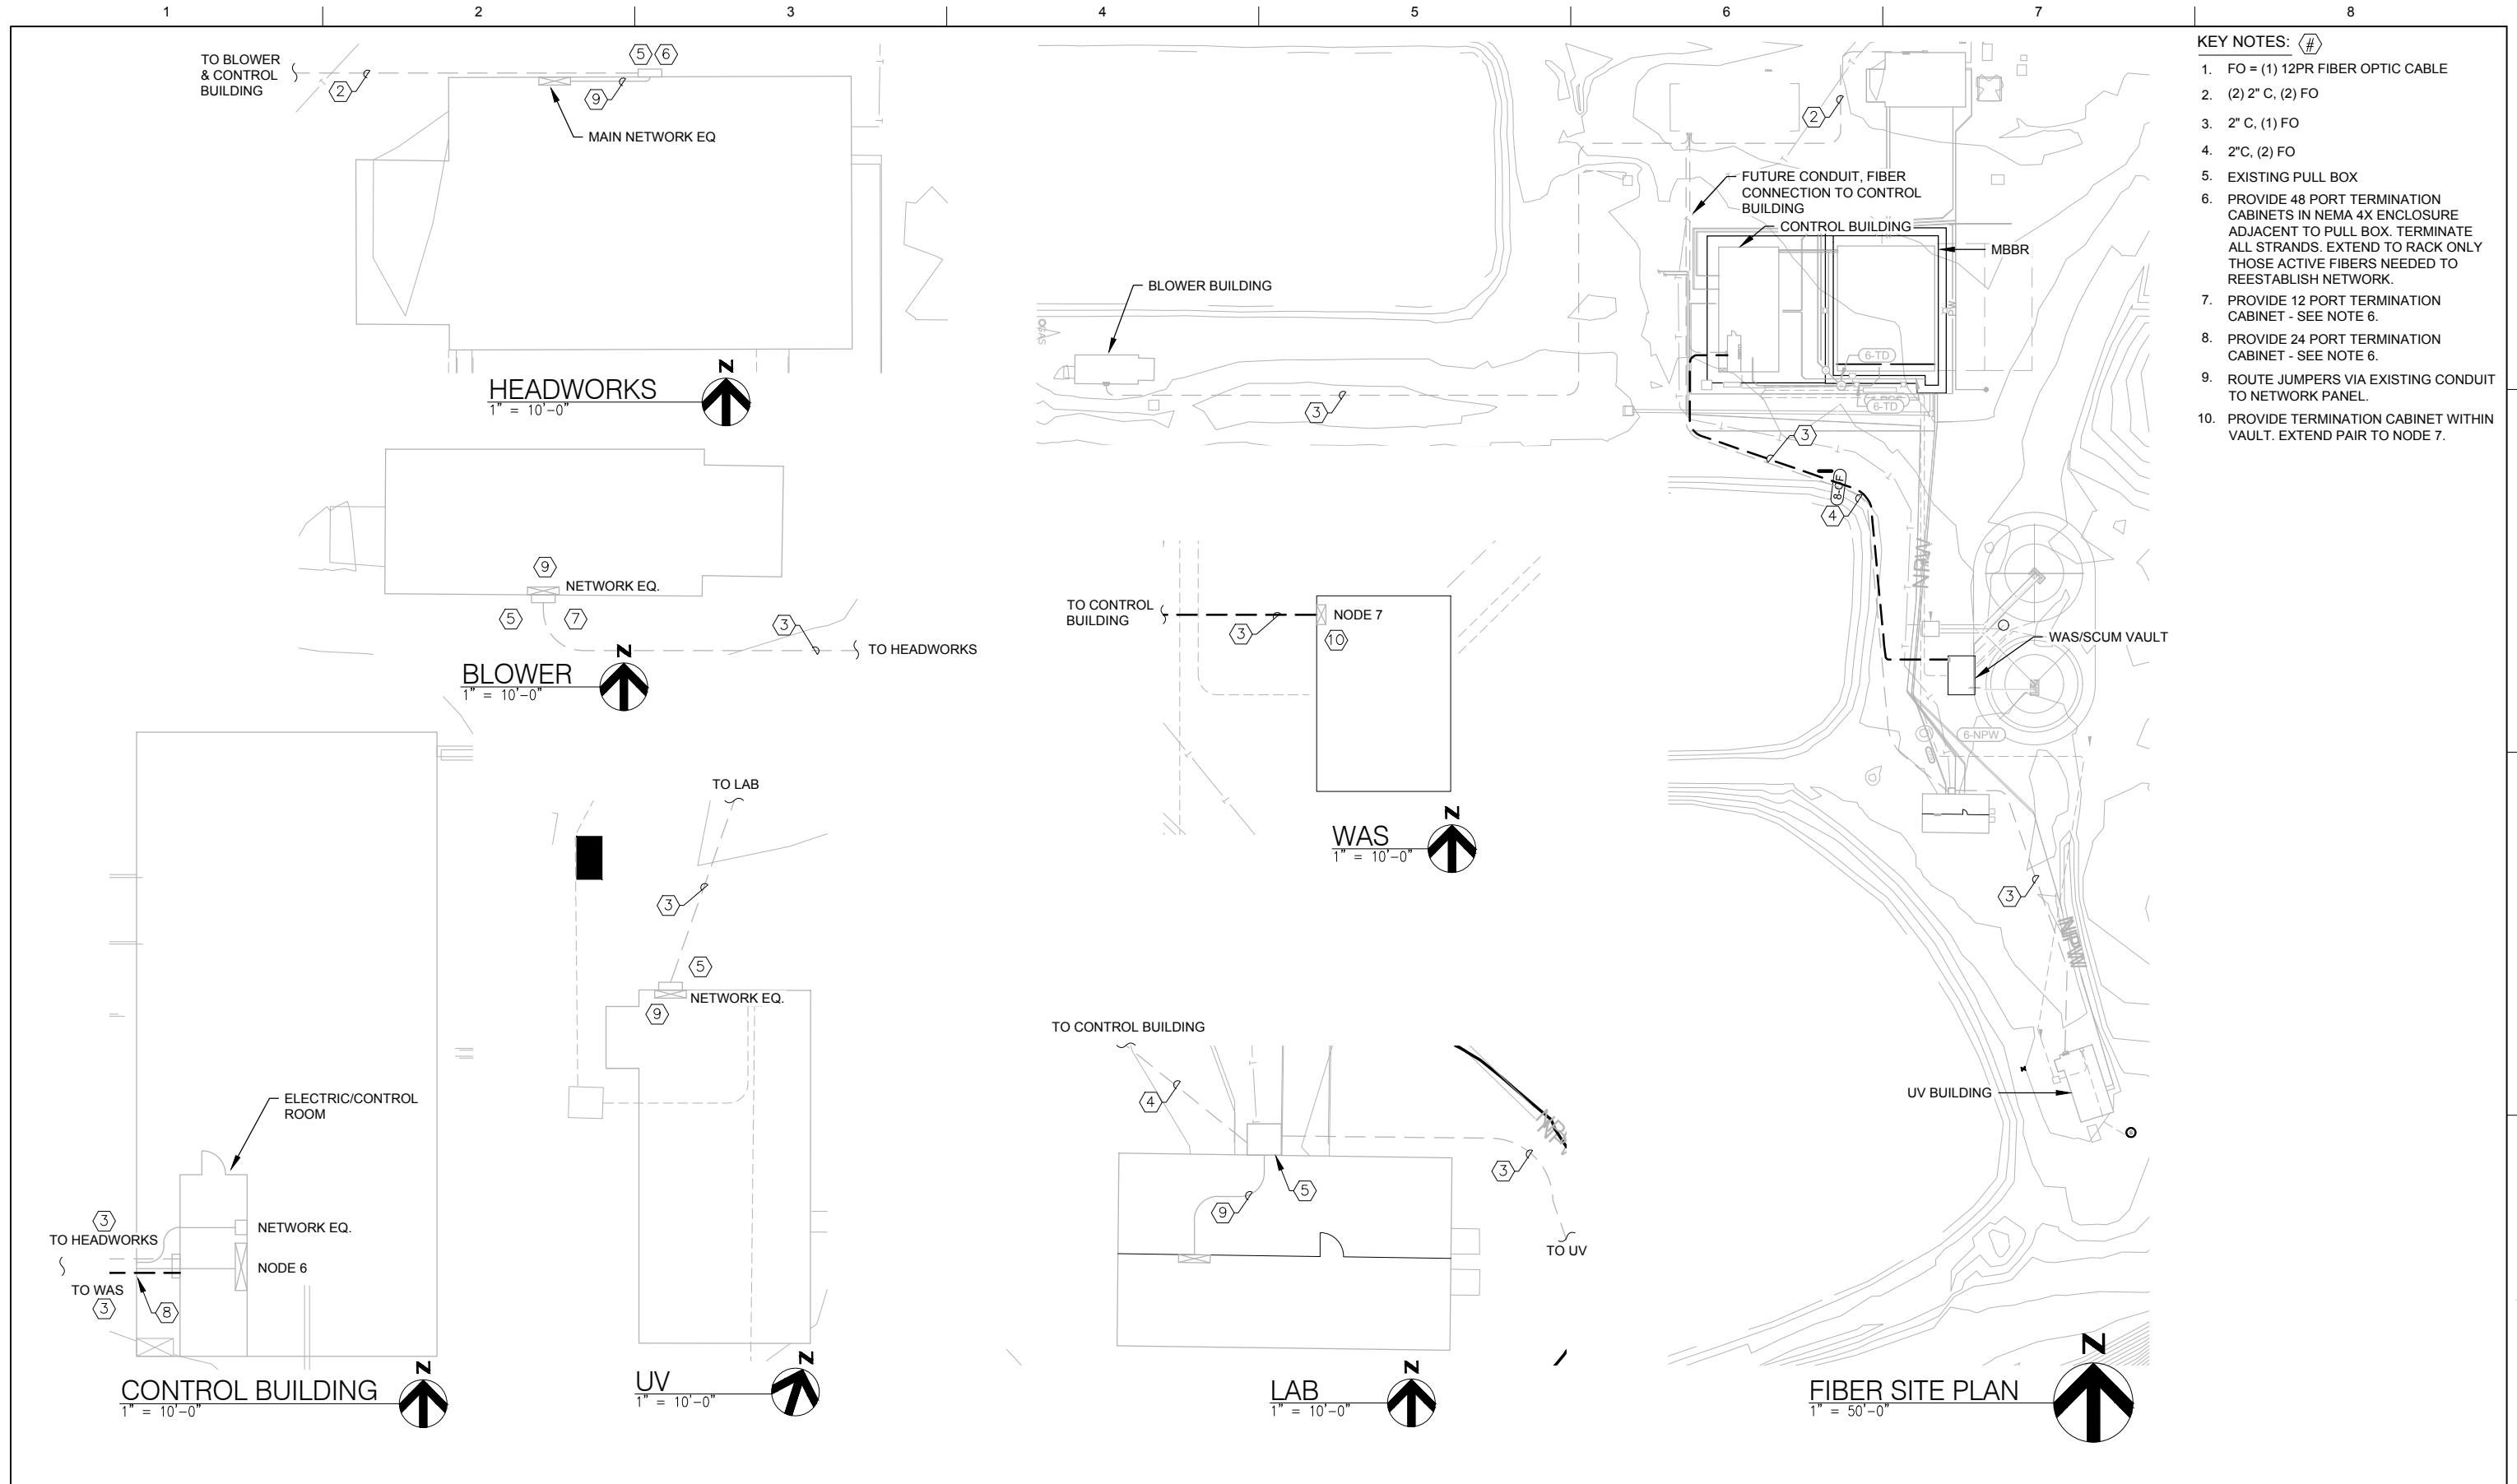 1 2 3 4 5 6 7 8
TO BLOWER
& CONTROL
BUILDING
2
5 6
9
MAIN NETWORK EQ
N
HEADWORKS
1" = 10'-0"
9
NETWORK EQ.
5
7
3
TO HEADWORKS
N
BLOWER
1" = 10'-0"
ELECTRIC/CONTROL
ROOM
3
TO HEADWORKS
NETWORK EQ.
NODE 6
TO WAS
3
8
N
CONTROL BUILDING
1" = 10'-0"
TO LAB
3
5
NETWORK EQ.
9
N
UV
1" = 10'-0"
TO CONTROL
BUILDING
3
NODE 7
10
N
WAS
1" = 10'-0"
TO CONTROL BUILDING
4
3
5
9
TO UV
N
LAB
1" = 10'-0"
2
FUTURE CONDUIT, FIBER
CONNECTION TO CONTROL
BUILDING
CONTROL BUILDING
MBBR
BLOWER BUILDING
3
6-TD
6-TD
3
8-OF
4
NPW
WAS/SCUM VAULT
6-NPW
3
NPW
UV BUILDING
N
FIBER SITE PLAN
1" = 50'-0"
KEY NOTES: #
1. FO = (1) 12PR FIBER OPTIC CABLE
2. (2) 2" C, (2) FO
3. 2" C, (1) FO
4. 2"C, (2) FO
5. EXISTING PULL BOX
6. PROVIDE 48 PORT TERMINATION
CABINETS IN NEMA 4X ENCLOSURE
ADJACENT TO PULL BOX. TERMINATE
ALL STRANDS. EXTEND TO RACK ONLY
THOSE ACTIVE FIBERS NEEDED TO
REESTABLISH NETWORK.
7. PROVIDE 12 PORT TERMINATION
CABINET - SEE NOTE 6.
8. PROVIDE 24 PORT TERMINATION
CABINET - SEE NOTE 6.
9. ROUTE JUMPERS VIA EXISTING CONDUIT
TO NETWORK PANEL.
10. PROVIDE TERMINATION CABINET WITHIN
VAULT. EXTEND PAIR TO NODE 7.